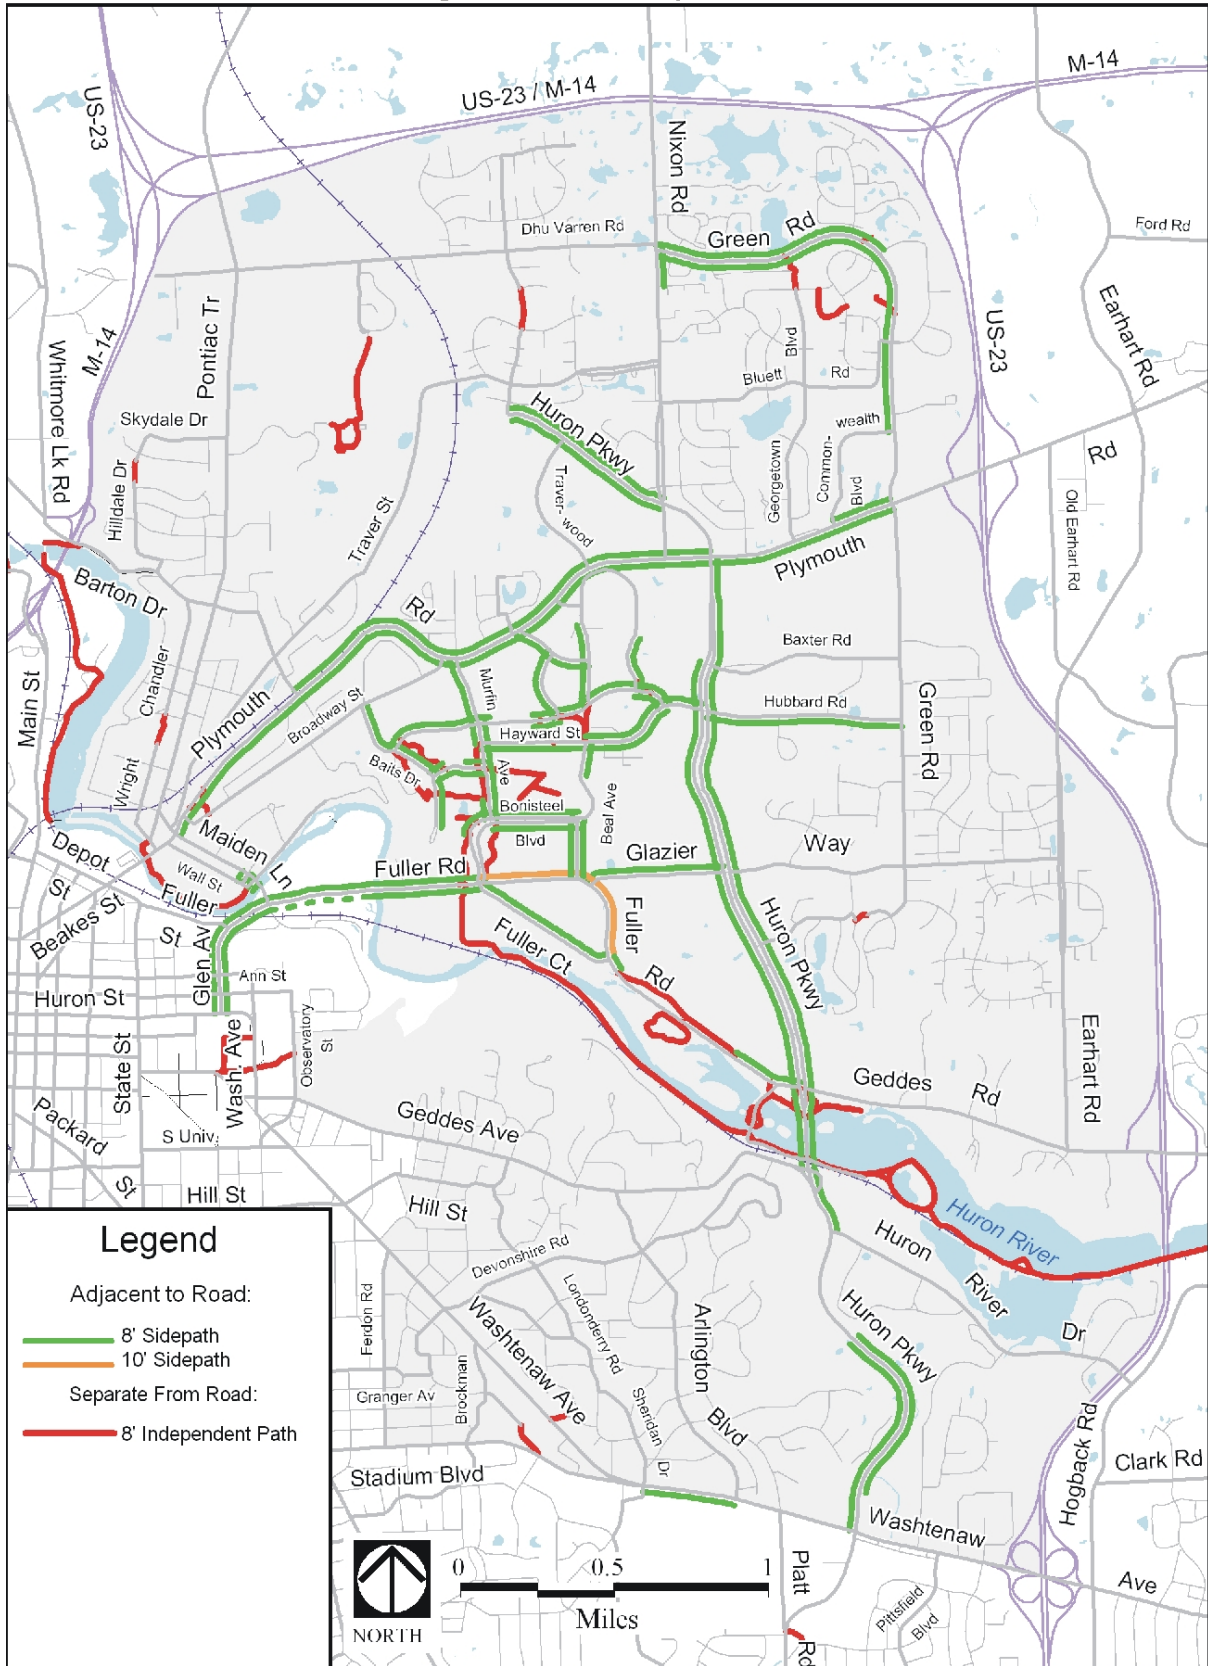 M-14
US-23 / M-14
US-23
Nixon Rd
Green Rd
Dhu Varren Rd
Ford Rd
Pontiac Tr
M-14
Whitmore Lk Rd
US-23
Earhart Rd
Blvd
Bluett Rd
Skydale Dr
Huron Pkwy
Common-
wealth
Blvd
Georgetown
Hilldale Dr
Traver-
wood
Traver St
Rd
Old Earhart Rd
Plymouth
Barton Dr
Rd
Baxter Rd
Chandler
Main St
Murfin
Ave
Green Rd
Hubbard Rd
Plymouth
Broadway St
Hayward St
Baits Dr
Wright
Bonisteel
Blvd
Beal Ave
Maiden Ln
Depot
St
Wall St
Fuller
St
Fuller Rd
Glazier
Way
Beakes St
Glen Av
Fuller Ct
Fuller
Rd
Huron Pkwy
Ann St
Huron St
Observatory
St
State St
Wash. Ave
Earhart Rd
Geddes
Rd
Packard
St
S Univ.
Geddes Ave
Hill St
Hill St
Huron River
Huron
River
Dr
Devonshire Rd
Londonderry Rd
Ferdon Rd
Washtenaw Ave
Arlington
Blvd
Huron Pkwy
Granger Av
Brockman
Sheridan
Dr
Stadium Blvd
Hogback Rd
Clark Rd
Washtenaw
Ave
Platt
Rd
Pittsfield
Blvd
Legend
Adjacent to Road:
8' Sidepath
10' Sidepath
Separate From Road:
8' Independent Path
NORTH
0 0.5 1
Miles